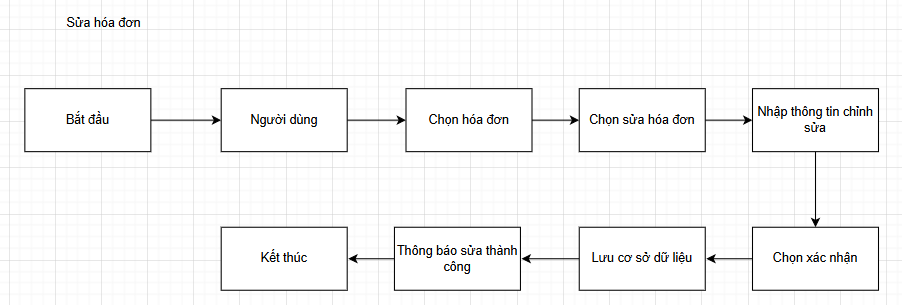 Sửa hóa đơn
Bắt đầu
Người dùng
Chọn hóa đơn
Chọn sửa hóa đơn
Nhập thông tin chỉnh
sửa
Kết thúc
Thông báo sửa thành
công
Lưu cơ sở dữ liệu
Chọn xác nhận